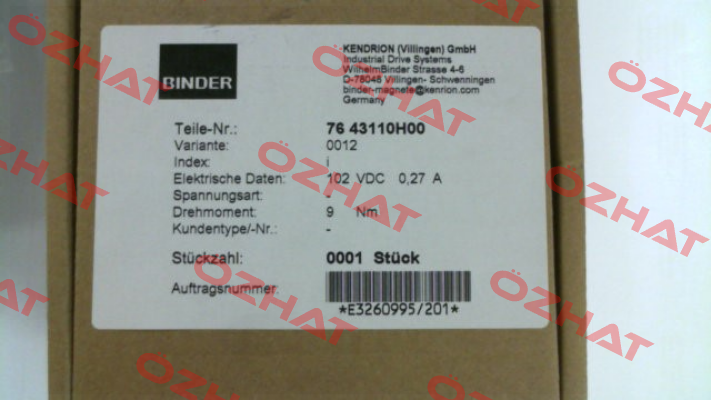 BINDER
KENDRION (Villingen) GmbH
Industrial Drive Systems
WilhelmBinder Strasse 4-6
D-78048 Villingen- Schwenningen
binder-magnete@kenrion.com
Germany
Teile-Nr.: 76 43110H00
Variante: 0012
Index: i
Elektrische Daten: 102 VDC 0,27 A
Spannungsart: -
Drehmoment: 9 Nm
Kundentype/-Nr.: -
Stückzahl: 0001 Stück
Auftragsnummer:
*E3260995/201*
ÖZHAT
ÖZHAT
ÖZHAT
ÖZHAT
ÖZHAT
ÖZHAT
ÖZHAT
ÖZHAT